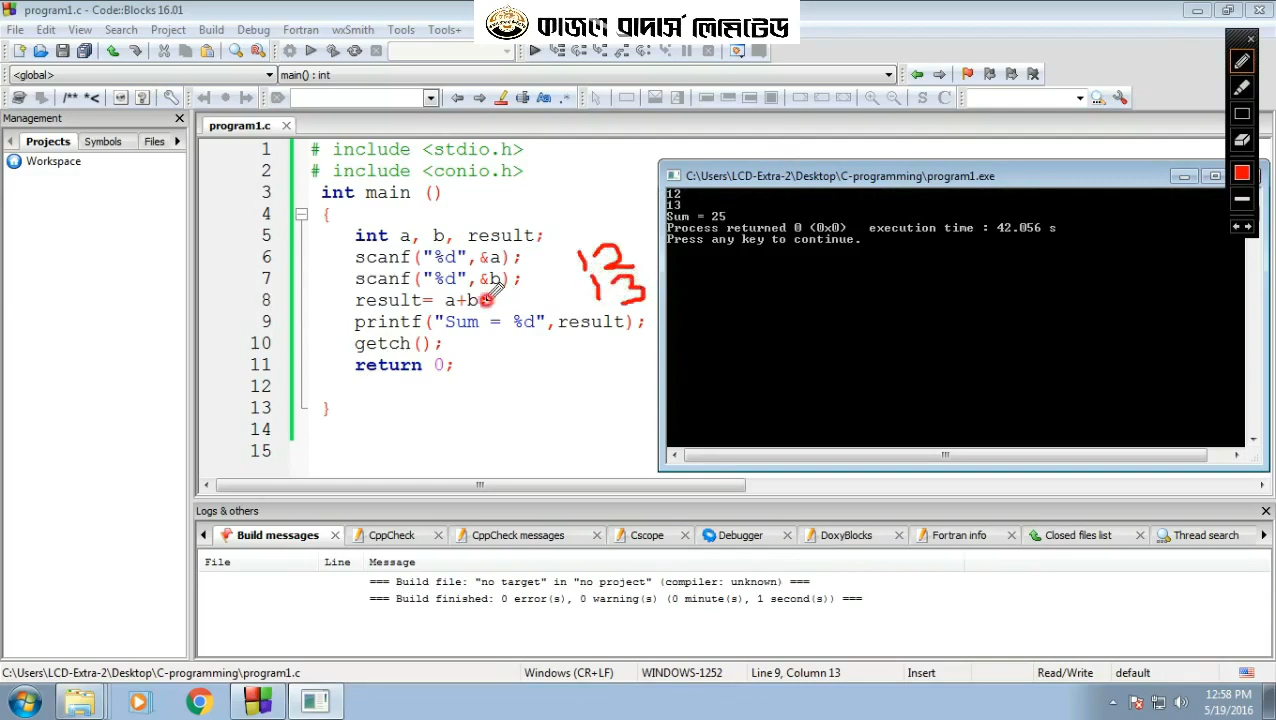 program1.c - Code::Blocks 16.01
কাজল ব্রাদার্স লিমিটেড
File Edit View Search Project Build Debug Fortran wxSmith Tools Tools+
<global> main() : int
/** *< .* S C
Management
Projects Symbols Files
Workspace
program1.c
1 # include <stdio.h>
2 # include <conio.h>
3 int main ()
4 {
5 int a, b, result;
6 scanf("%d",&a);
7 scanf("%d",&b);
8 result= a+b
9 printf("Sum = %d",result);
10 getch();
11 return 0;
12
13 }
14
15
12
13
C:\Users\LCD-Extra-2\Desktop\C-programming\program1.exe
12
13
Sum = 25
Process returned 0 (0x0) execution time : 42.056 s
Press any key to continue.
Logs & others
Build messages CppCheck CppCheck messages Cscope Debugger DoxyBlocks Fortran info Closed files list Thread search
File Line Message
=== Build file: "no target" in "no project" (compiler: unknown) ===
=== Build finished: 0 error(s), 0 warning(s) (0 minute(s), 1 second(s)) ===
C:\Users\LCD-Extra-2\Desktop\C-programming\program1.c Windows (CR+LF) WINDOWS-1252 Line 9, Column 13 Insert Read/Write default
12:58 PM
5/19/2016